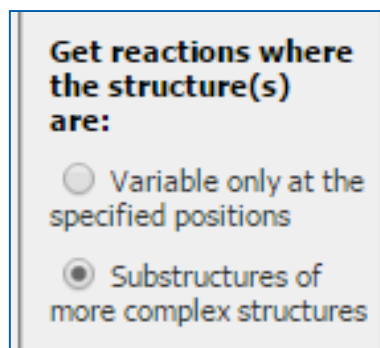 Get reactions where
the structure(s)
are:
Variable only at the
specified positions
Substructures of
more complex structures